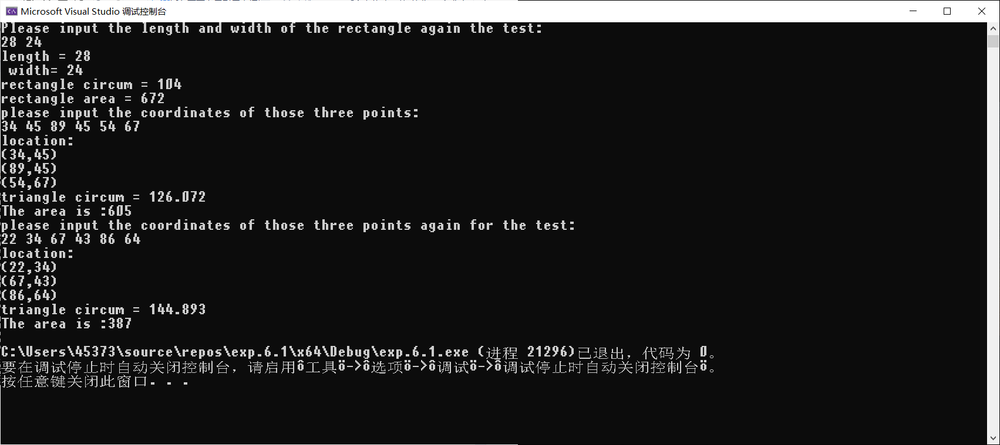 Microsoft Visual Studio 调试控制台
Please input the length and width of the rectangle again the test:
28 24
length = 28
 width= 24
rectangle circum = 104
rectangle area = 672
please input the coordinates of those three points:
34 45 89 45 54 67
location:
(34,45)
(89,45)
(54,67)
triangle circum = 126.072
The area is :605
please input the coordinates of those three points again for the test:
22 34 67 43 86 64
location:
(22,34)
(67,43)
(86,64)
triangle circum = 144.893
The area is :387
C:\Users\45373\source\repos\exp.6.1\x64\Debug\exp.6.1.exe (进程 21296)已退出，代码为 0。
要在调试停止时自动关闭控制台，请启用ô工具ö->ô选项ö->ô调试ö->ô调试停止时自动关闭控制台ö。
按任意键关闭此窗口. . .